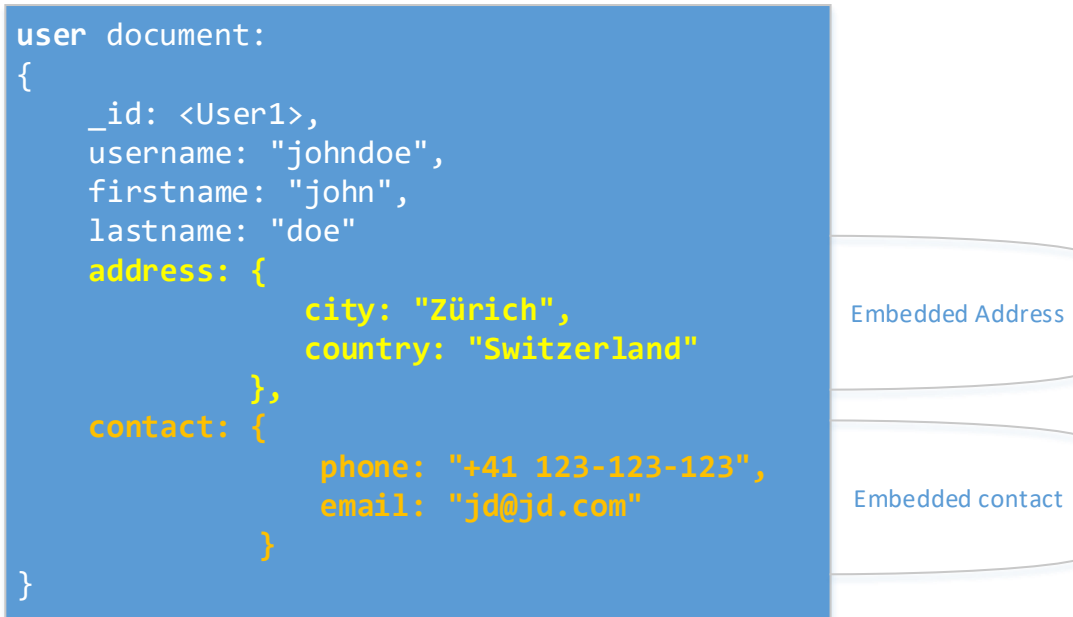 user document:
{
_id: <User1>,
username: "johndoe",
firstname: "john",
lastname: "doe"
address: {
city: "Zürich",
country: "Switzerland"
},
contact: {
phone: "+41 123-123-123",
email: "jd@jd.com"
}
}
Embedded Address
Embedded contact